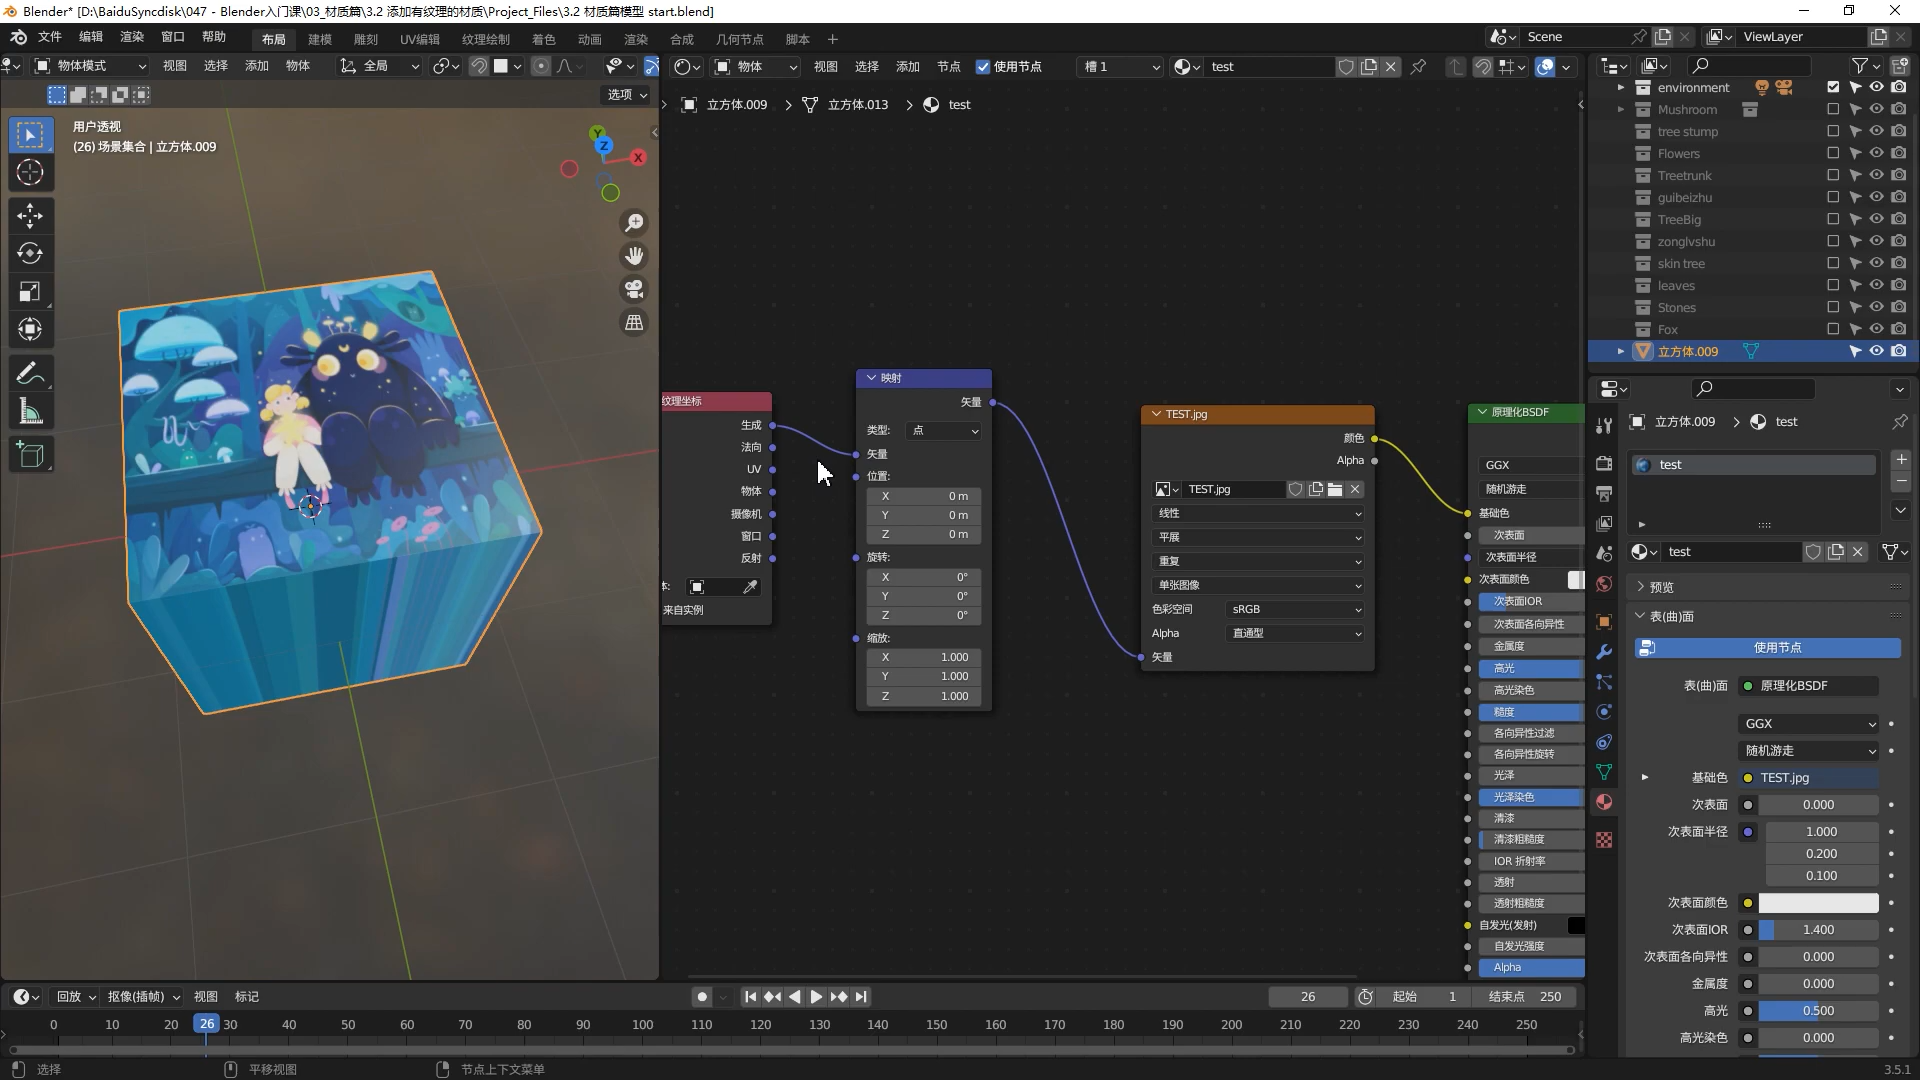 Blender* [D:\BaiduSyncdisk\047 - Blender入门课\03_材质篇\3.2 添加有纹理的材质\Project_Files\3.2 材质篇模型 start.blend]
文件 编辑 渲染 窗口 帮助 布局 建模 雕刻 UV编辑 纹理绘制 着色 动画 渲染 合成 几何节点 脚本 + Scene ViewLayer
物体模式 视图 选择 添加 物体 全局
物体 视图 选择 添加 节点 使用节点 槽 1 test
选项
用户透视
(26) 场景集合 | 立方体.009
Y
Z
X
立方体.009 > 立方体.013 > test
纹理坐标
生成
法向
UV
物体
摄像机
窗口
反射
体:
来自实例
映射
矢量
类型: 点
矢量
位置:
X 0 m
Y 0 m
Z 0 m
旋转:
X 0°
Y 0°
Z 0°
缩放:
X 1.000
Y 1.000
Z 1.000
TEST.jpg
颜色
Alpha
TEST.jpg
线性
平展
重复
单张图像
色彩空间 sRGB
Alpha 直通型
矢量
原理化BSDF
GGX
随机游走
基础色
次表面
次表面半径
次表面颜色
次表面IOR
次表面各向异性
金属度
高光
高光染色
糙度
各向异性过滤
各向异性旋转
光泽
光泽染色
清漆
清漆粗糙度
IOR 折射率
透射
透射粗糙度
自发光(发射)
自发光强度
Alpha
environment
Mushroom
tree stump
Flowers
Treetrunk
guibeizhu
TreeBig
zonglvshu
skin tree
leaves
Stones
Fox
立方体.009
立方体.009 > test
test
test
预览
表(曲)面
使用节点
表(曲)面 原理化BSDF
GGX
随机游走
基础色 TEST.jpg
次表面 0.000
次表面半径 1.000
0.200
0.100
次表面颜色
次表面IOR 1.400
次表面各向异性 0.000
金属度 0.000
高光 0.500
高光染色 0.000
回放 抠像(插帧) 视图 标记 26 起始 1 结束点 250
0 10 20 26 30 40 50 60 70 80 90 100 110 120 130 140 150 160 170 180 190 200 210 220 230 240 250
选择 平移视图 节点上下文菜单 3.5.1